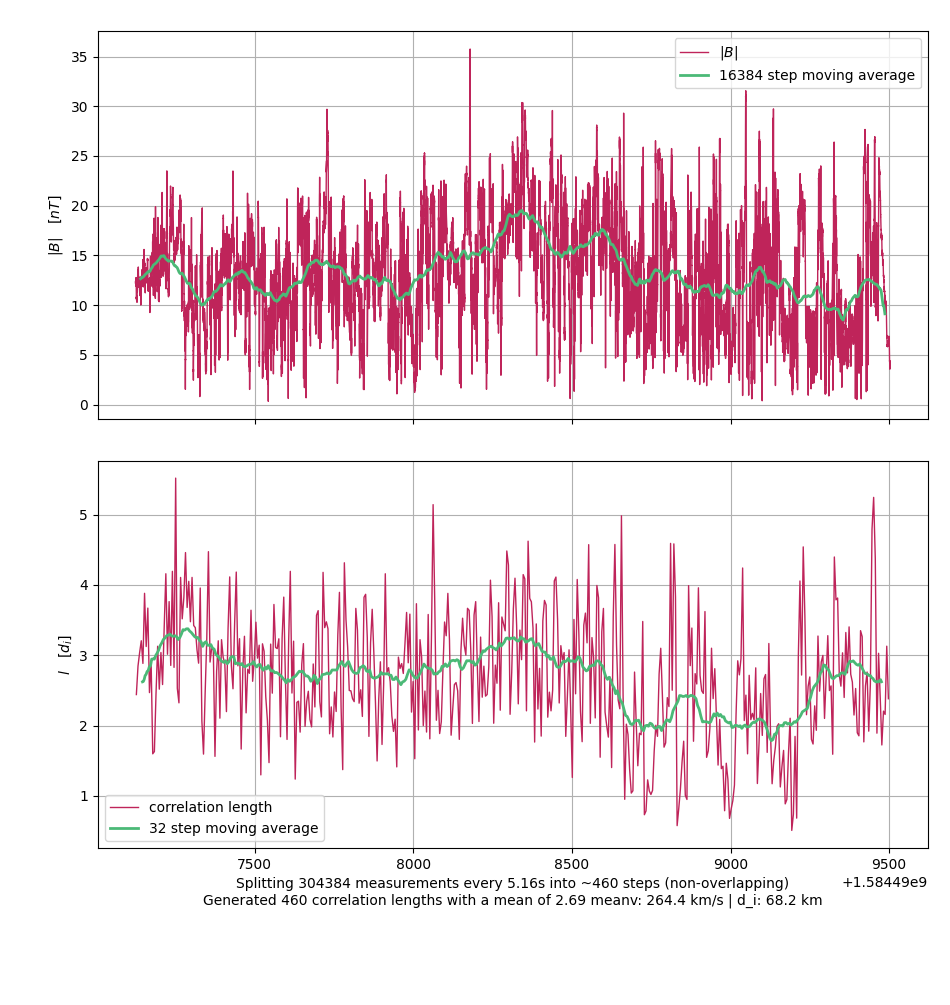 35
30
25
20
15
10
5
0
|B| [nT]
|B|
16384 step moving average
5
4
3
2
1
l [d_i]
correlation length
32 step moving average
7500 8000 8500 9000 9500
+1.58449e9
Splitting 304384 measurements every 5.16s into ~460 steps (non-overlapping)
Generated 460 correlation lengths with a mean of 2.69 meanv: 264.4 km/s | d_i: 68.2 km